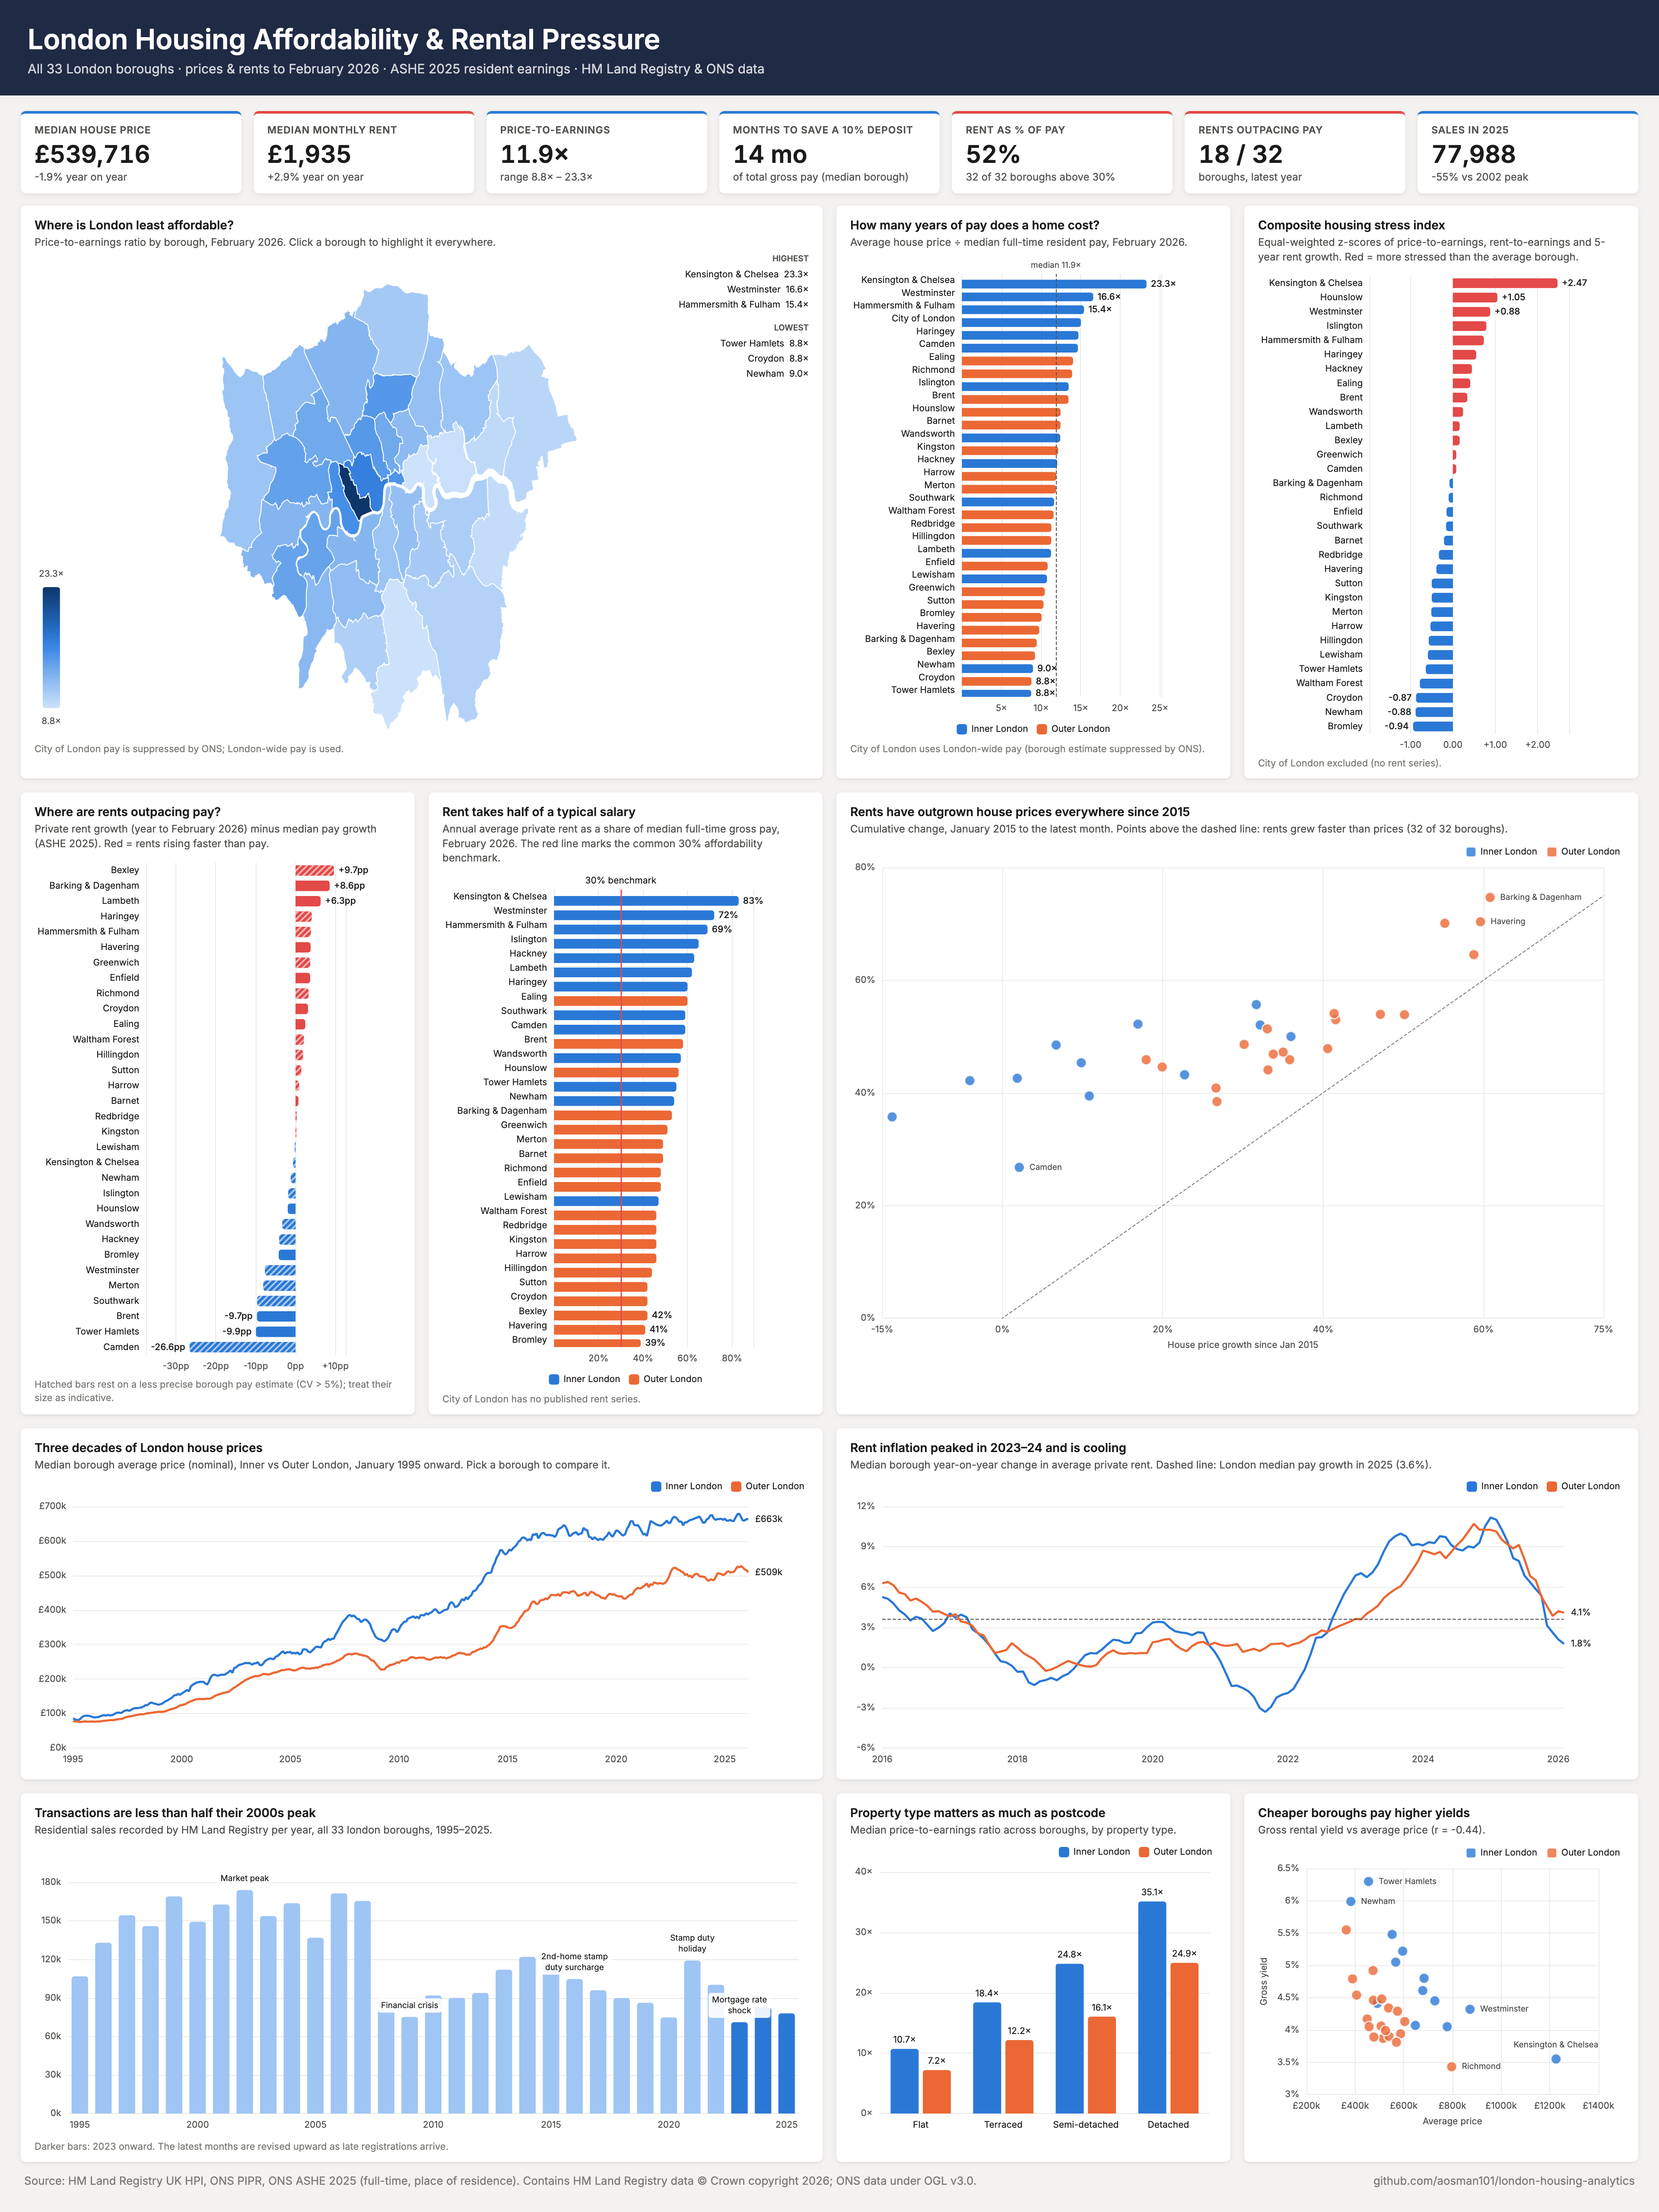 London Housing Affordability & Rental Pressure
All 33 London boroughs · prices & rents to February 2026 · ASHE 2025 resident earnings · HM Land Registry & ONS data
MEDIAN HOUSE PRICE
£539,716
-1.9% year on year
MEDIAN MONTHLY RENT
£1,935
+2.9% year on year
PRICE-TO-EARNINGS
11.9×
range 8.8× – 23.3×
MONTHS TO SAVE A 10% DEPOSIT
14 mo
of total gross pay (median borough)
RENT AS % OF PAY
52%
32 of 32 boroughs above 30%
RENTS OUTPACING PAY
18 / 32
boroughs, latest year
SALES IN 2025
77,988
-55% vs 2002 peak
Where is London least affordable?
Price-to-earnings ratio by borough, February 2026. Click a borough to highlight it everywhere.
HIGHEST
Kensington & Chelsea 23.3×
Westminster 16.6×
Hammersmith & Fulham 15.4×
LOWEST
Tower Hamlets 8.8×
Croydon 8.8×
Newham 9.0×
23.3×
8.8×
City of London pay is suppressed by ONS; London-wide pay is used.
How many years of pay does a home cost?
Average house price ÷ median full-time resident pay, February 2026.
median 11.9×
Kensington & Chelsea 23.3×
Westminster 16.6×
Hammersmith & Fulham 15.4×
City of London
Haringey
Camden
Ealing
Richmond
Islington
Brent
Hounslow
Barnet
Wandsworth
Kingston
Hackney
Harrow
Merton
Southwark
Waltham Forest
Redbridge
Hillingdon
Lambeth
Enfield
Lewisham
Greenwich
Sutton
Bromley
Havering
Barking & Dagenham
Bexley
Newham 9.0×
Croydon 8.8×
Tower Hamlets 8.8×
5× 10× 15× 20× 25×
Inner London Outer London
City of London uses London-wide pay (borough estimate suppressed by ONS).
Composite housing stress index
Equal-weighted z-scores of price-to-earnings, rent-to-earnings and 5-
year rent growth. Red = more stressed than the average borough.
Kensington & Chelsea +2.47
Hounslow +1.05
Westminster +0.88
Islington
Hammersmith & Fulham
Haringey
Hackney
Ealing
Brent
Wandsworth
Lambeth
Bexley
Greenwich
Camden
Barking & Dagenham
Richmond
Enfield
Southwark
Barnet
Redbridge
Havering
Sutton
Kingston
Merton
Harrow
Hillingdon
Lewisham
Tower Hamlets
Waltham Forest
Croydon -0.87
Newham -0.88
Bromley -0.94
-1.00 0.00 +1.00 +2.00
City of London excluded (no rent series).
Where are rents outpacing pay?
Private rent growth (year to February 2026) minus median pay growth
(ASHE 2025). Red = rents rising faster than pay.
Bexley +9.7pp
Barking & Dagenham +8.6pp
Lambeth +6.3pp
Haringey
Hammersmith & Fulham
Havering
Greenwich
Enfield
Richmond
Croydon
Ealing
Waltham Forest
Hillingdon
Sutton
Harrow
Barnet
Redbridge
Kingston
Lewisham
Kensington & Chelsea
Newham
Islington
Hounslow
Wandsworth
Hackney
Bromley
Westminster
Merton
Southwark
Brent -9.7pp
Tower Hamlets -9.9pp
Camden -26.6pp
-30pp -20pp -10pp 0pp +10pp
Hatched bars rest on a less precise borough pay estimate (CV > 5%); treat their
size as indicative.
Rent takes half of a typical salary
Annual average private rent as a share of median full-time gross pay,
February 2026. The red line marks the common 30% affordability
benchmark.
30% benchmark
Kensington & Chelsea 83%
Westminster 72%
Hammersmith & Fulham 69%
Islington
Hackney
Lambeth
Haringey
Ealing
Southwark
Camden
Brent
Wandsworth
Hounslow
Tower Hamlets
Newham
Barking & Dagenham
Greenwich
Merton
Barnet
Richmond
Enfield
Lewisham
Waltham Forest
Redbridge
Kingston
Harrow
Hillingdon
Sutton
Croydon
Bexley 42%
Havering 41%
Bromley 39%
20% 40% 60% 80%
Inner London Outer London
City of London has no published rent series.
Rents have outgrown house prices everywhere since 2015
Cumulative change, January 2015 to the latest month. Points above the dashed line: rents grew faster than prices (32 of 32 boroughs).
Inner London Outer London
80%
60%
40%
20%
0%
Barking & Dagenham
Havering
Camden
-15% 0% 20% 40% 60% 75%
House price growth since Jan 2015
Three decades of London house prices
Median borough average price (nominal), Inner vs Outer London, January 1995 onward. Pick a borough to compare it.
Inner London Outer London
£700k
£600k
£500k
£400k
£300k
£200k
£100k
£0k
£663k
£509k
1995 2000 2005 2010 2015 2020 2025
Rent inflation peaked in 2023–24 and is cooling
Median borough year-on-year change in average private rent. Dashed line: London median pay growth in 2025 (3.6%).
Inner London Outer London
12%
9%
6%
3%
0%
-3%
-6%
4.1%
1.8%
2016 2018 2020 2022 2024 2026
Transactions are less than half their 2000s peak
Residential sales recorded by HM Land Registry per year, all 33 london boroughs, 1995–2025.
180k
150k
120k
90k
60k
30k
0k
Market peak
Financial crisis
2nd-home stamp
duty surcharge
Stamp duty
holiday
Mortgage rate
shock
1995 2000 2005 2010 2015 2020 2025
Darker bars: 2023 onward. The latest months are revised upward as late registrations arrive.
Property type matters as much as postcode
Median price-to-earnings ratio across boroughs, by property type.
Inner London Outer London
40×
30×
20×
10×
0×
10.7× 7.2×
18.4× 12.2×
24.8× 16.1×
35.1× 24.9×
Flat Terraced Semi-detached Detached
Cheaper boroughs pay higher yields
Gross rental yield vs average price (r = -0.44).
Inner London Outer London
6.5%
6%
5.5%
5%
4.5%
4%
3.5%
3%
Gross yield
Tower Hamlets
Newham
Westminster
Kensington & Chelsea
Richmond
£200k £400k £600k £800k £1000k £1200k £1400k
Average price
Source: HM Land Registry UK HPI, ONS PIPR, ONS ASHE 2025 (full-time, place of residence). Contains HM Land Registry data © Crown copyright 2026; ONS data under OGL v3.0.
github.com/aosman101/london-housing-analytics